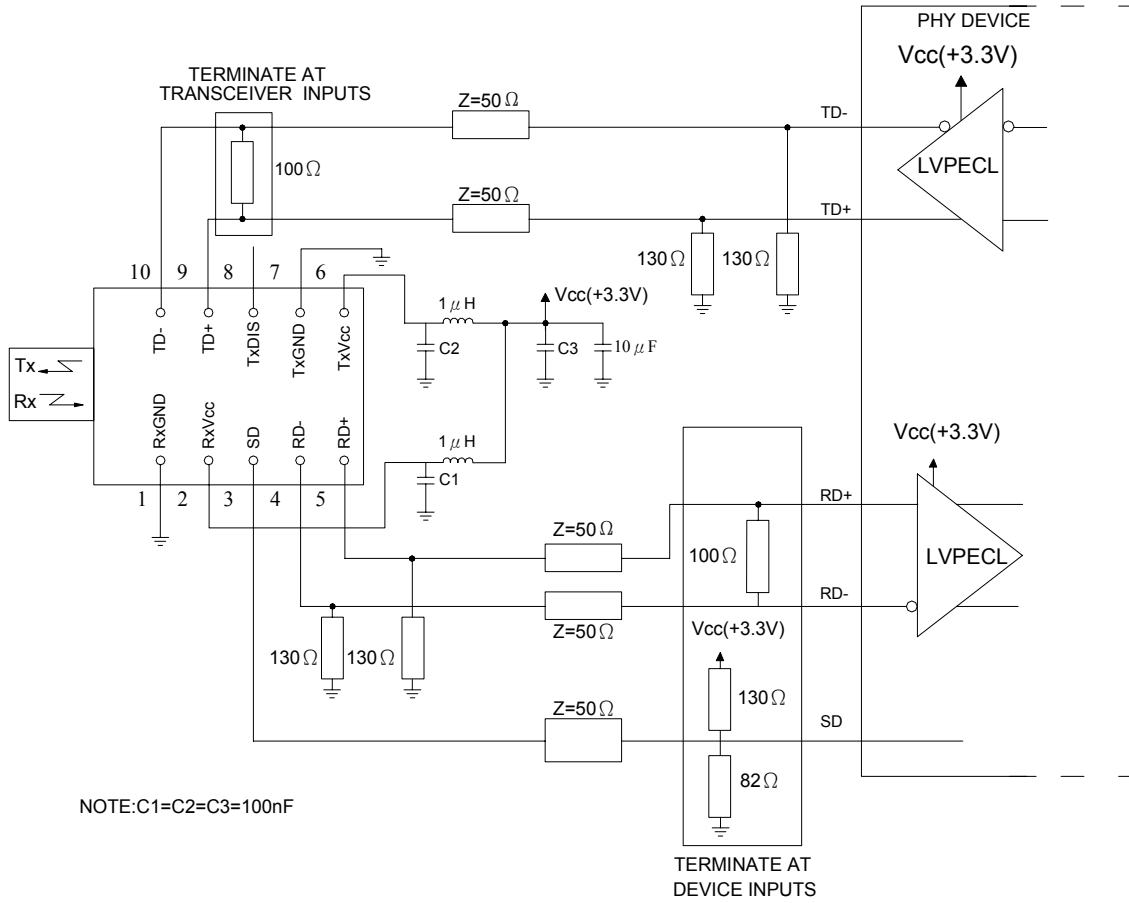 PHY DEVICE
Vcc(+3.3V)
TERMINATE AT
TRANSCEIVER INPUTS
Z=50Ω
TD-
LVPECL
100Ω
Z=50Ω
TD+
130Ω
130Ω
10
9
8
7
6
1μH
Vcc(+3.3V)
C2
C3
10μF
TD-
TD+
TxDIS
TxGND
TxVcc
Tx
Rx
RxGND
RxVcc
SD
RD-
RD+
1μH
C1
1
2
3
4
5
Vcc(+3.3V)
RD+
Z=50Ω
100Ω
LVPECL
RD-
Z=50Ω
Vcc(+3.3V)
130Ω
130Ω
130Ω
Z=50Ω
SD
82Ω
NOTE:C1=C2=C3=100nF
TERMINATE AT
DEVICE INPUTS